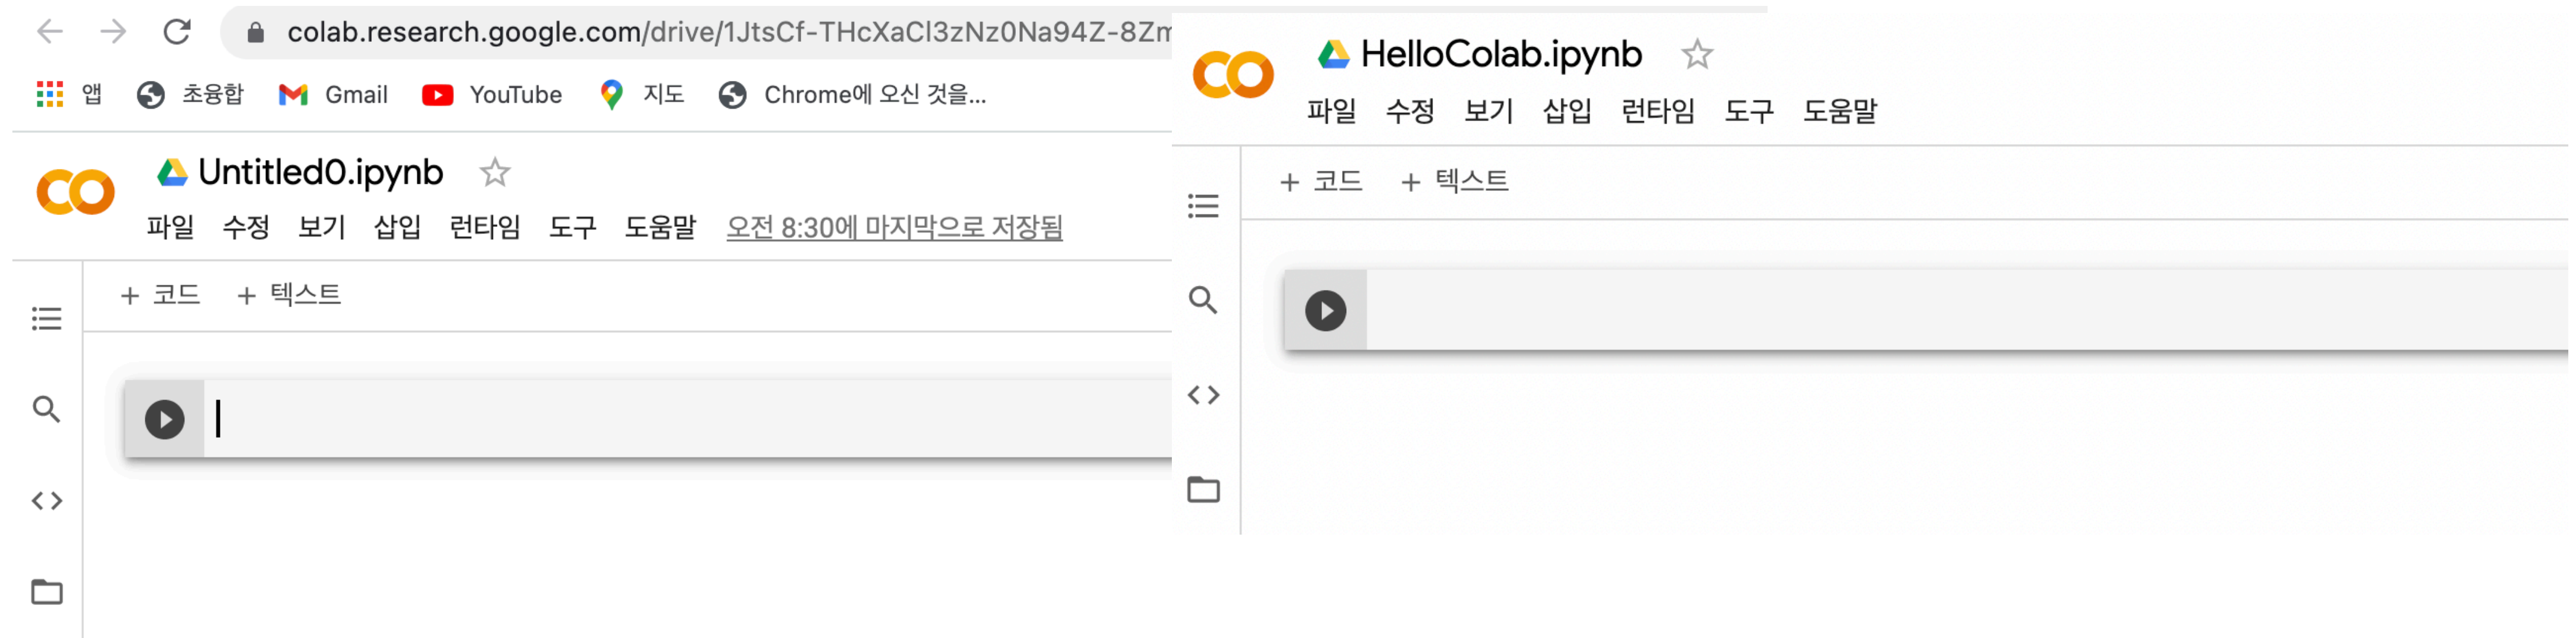 colab.research.google.com/drive/1JtsCf-THcXaCl3zNz0Na94Z-8Zm
앱 초융합 Gmail YouTube 지도 Chrome에 오신 것을...
Untitled0.ipynb
파일 수정 보기 삽입 런타임 도구 도움말 오전 8:30에 마지막으로 저장됨
+ 코드 + 텍스트
HelloColab.ipynb
파일 수정 보기 삽입 런타임 도구 도움말
+ 코드 + 텍스트